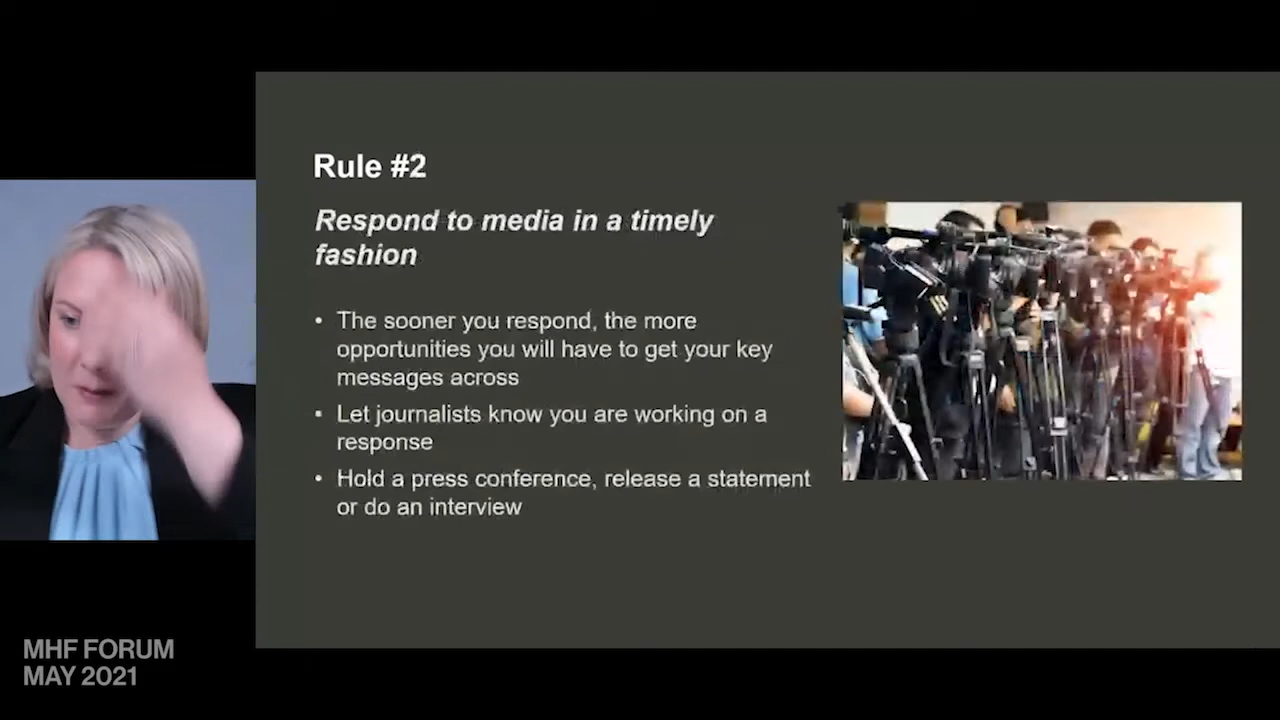 Rule #2
Respond to media in a timely
fashion
• The sooner you respond, the more
opportunities you will have to get your key
messages across
• Let journalists know you are working on a
response
• Hold a press conference, release a statement
or do an interview
MHF FORUM
MAY 2021